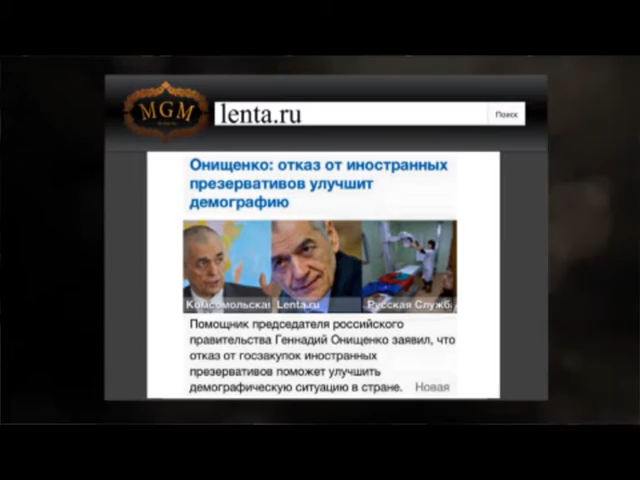 MGM
lenta.ru
Поиск
Онищенко: отказ от иностранных
презервативов улучшит
демографию
Комсомольская
Lenta.ru
Русская Служба
Помощник председателя российского
правительства Геннадий Онищенко заявил, что
отказ от госзакупок иностранных
презервативов поможет улучшить
демографическую ситуацию в стране. Новая